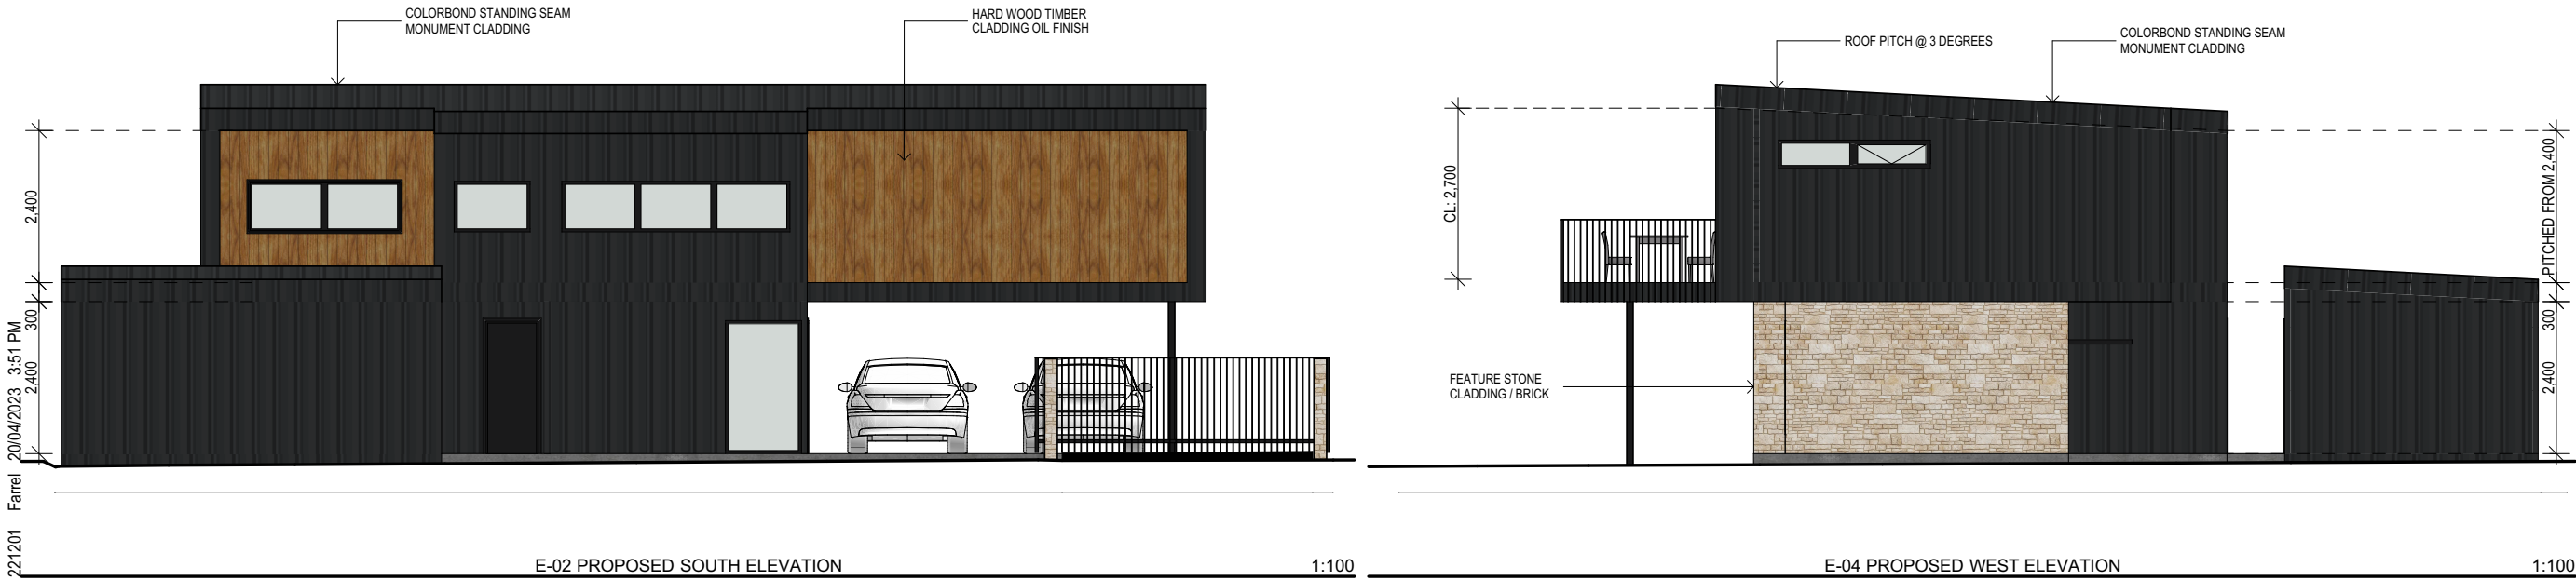 COLORBOND STANDING SEAM
MONUMENT CLADDING
HARD WOOD TIMBER
CLADDING OIL FINISH
2,400
300
2,400
221201 Farrel 20/04/2023 3:51 PM
E-02 PROPOSED SOUTH ELEVATION 1:100
ROOF PITCH @ 3 DEGREES
COLORBOND STANDING SEAM
MONUMENT CLADDING
CL: 2,700
FEATURE STONE
CLADDING / BRICK
PITCHED FROM 2,400
300
2,400
E-04 PROPOSED WEST ELEVATION 1:100